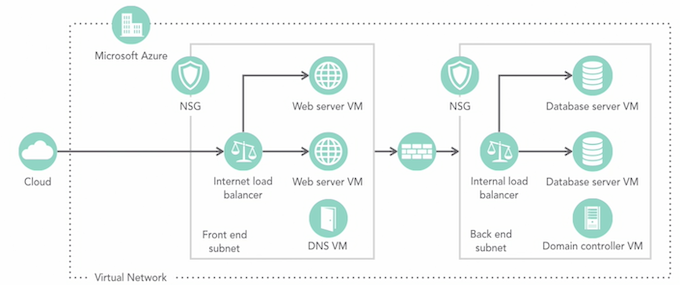 Microsoft Azure
NSG
Web server VM
NSG
Database server VM
Cloud
Internet load
balancer
Web server VM
Internal load
balancer
Database server VM
Front end
subnet
DNS VM
Back end
subnet
Domain controller VM
Virtual Network